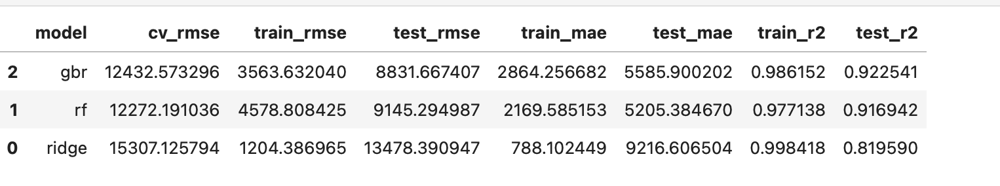 model cv_rmse train_rmse test_rmse train_mae test_mae train_r2 test_r2
2 gbr 12432.573296 3563.632040 8831.667407 2864.256682 5585.900202 0.986152 0.922541
1 rf 12272.191036 4578.808425 9145.294987 2169.585153 5205.384670 0.977138 0.916942
0 ridge 15307.125794 1204.386965 13478.390947 788.102449 9216.606504 0.998418 0.819590